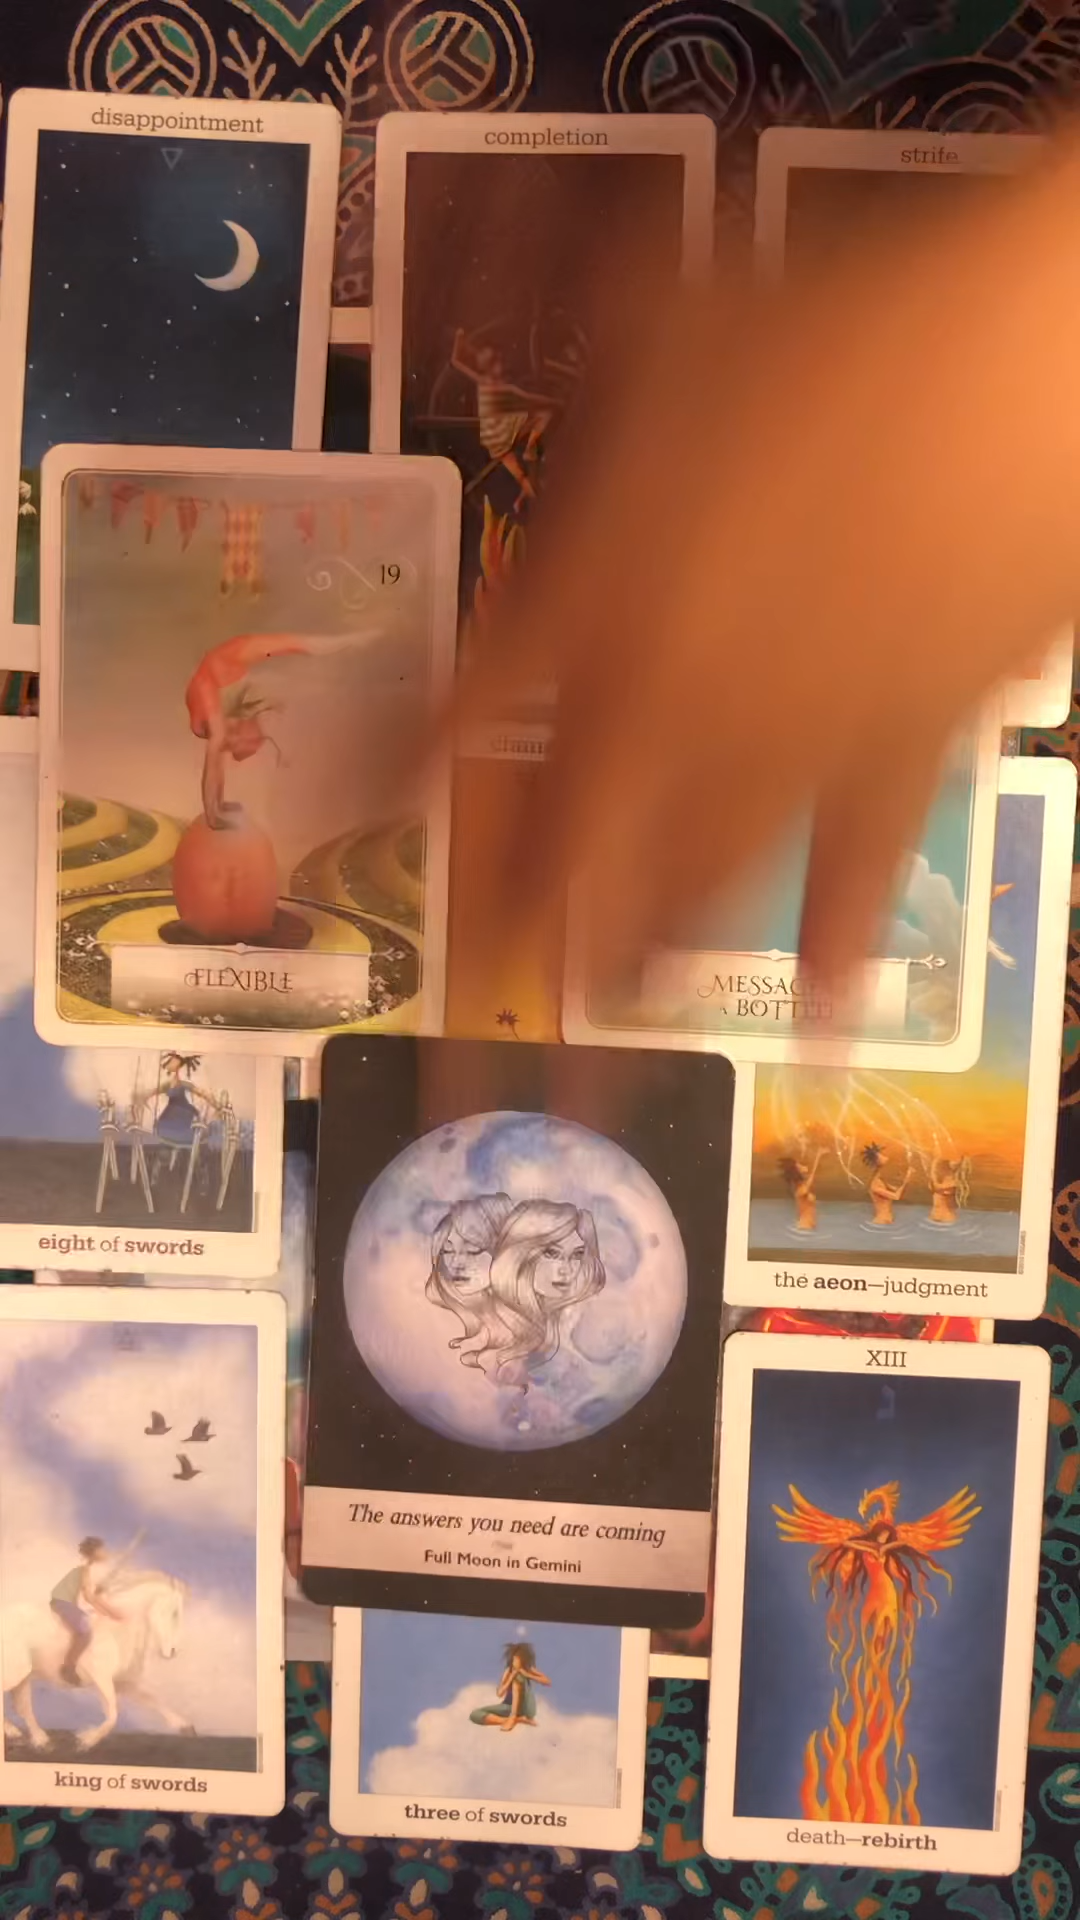 disappointment
completion
strife
19
FLEXIBLE
eight of swords
the aeon—judgment
XIII
The answers you need are coming
Full Moon in Gemini
king of swords
three of swords
death—rebirth